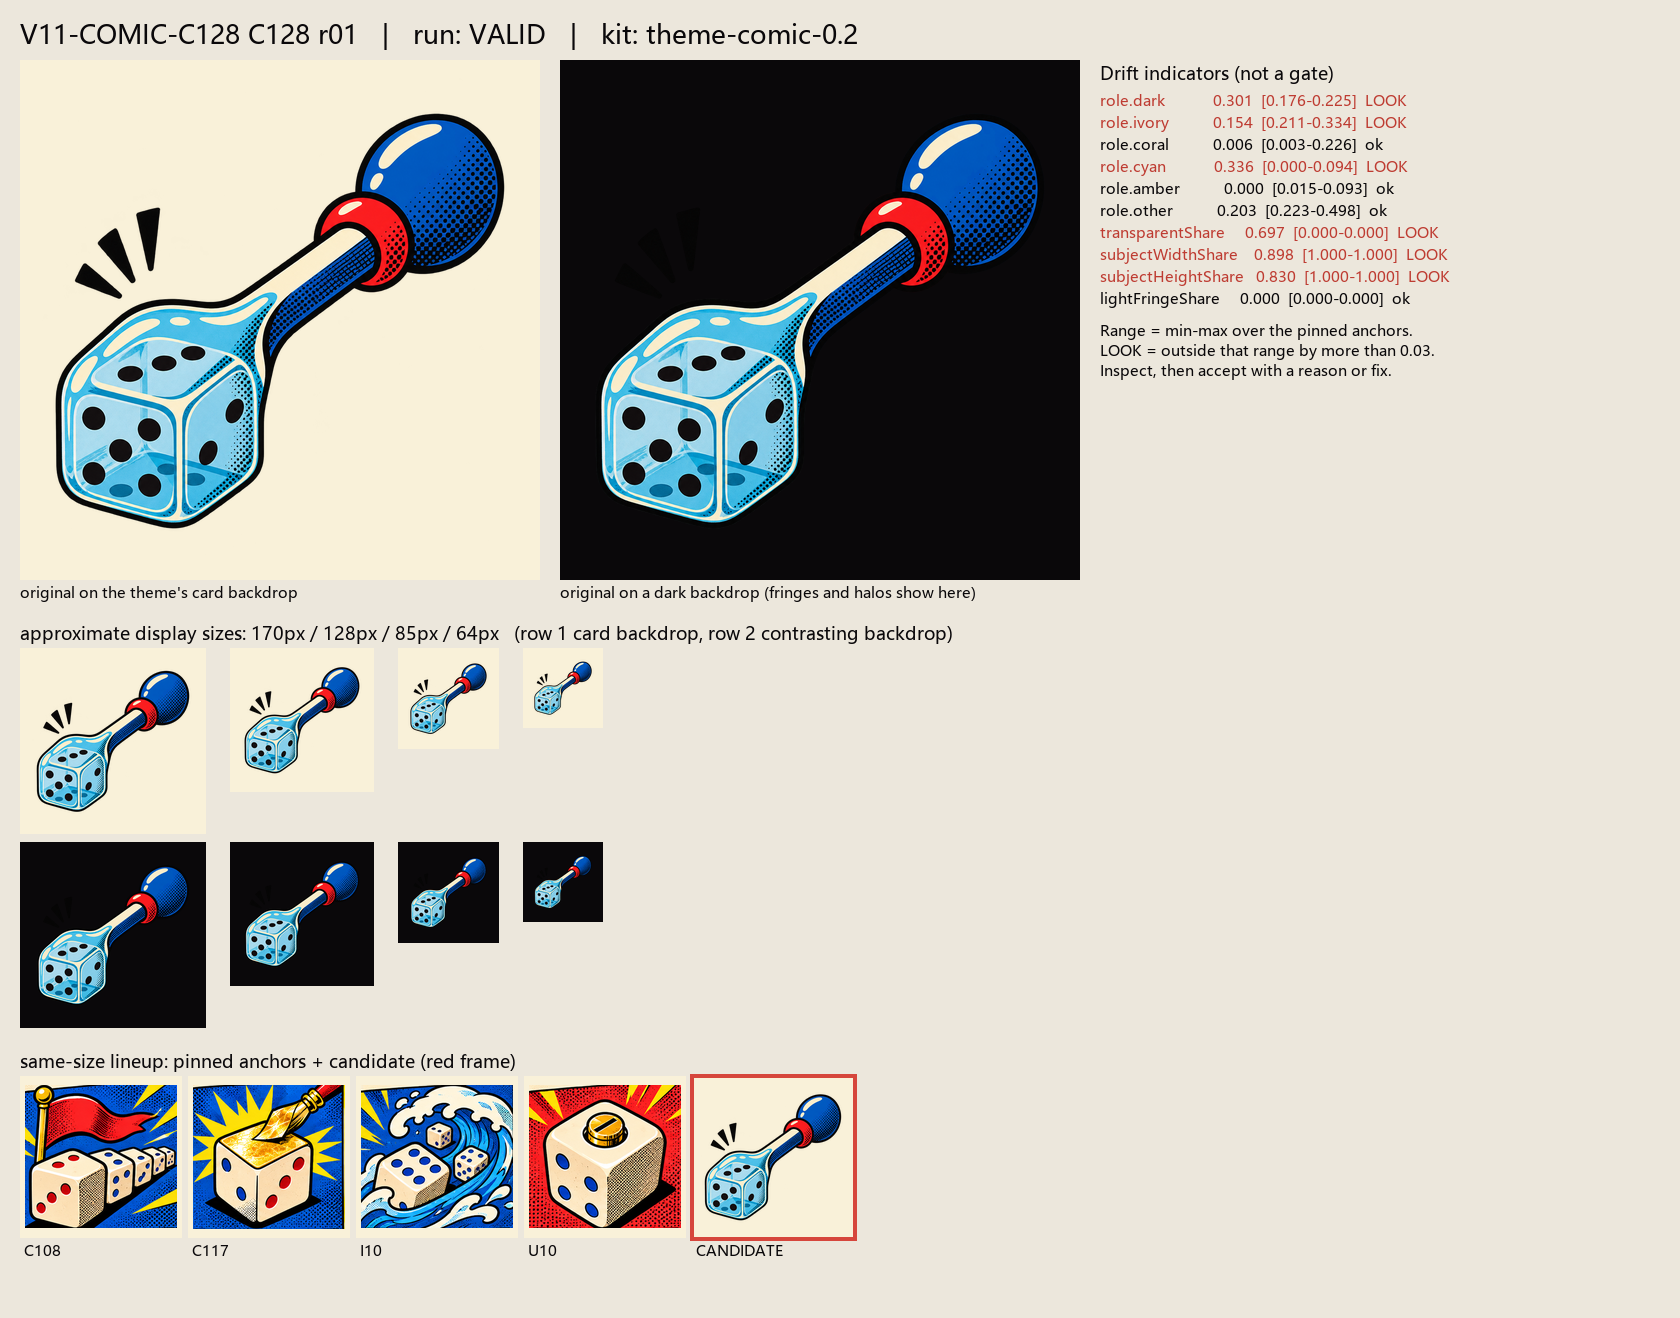 V11-COMIC-C128 C128 r01 | run: VALID | kit: theme-comic-0.2
Drift indicators (not a gate)
role.dark 0.301 [0.176-0.225] LOOK
role.ivory 0.154 [0.211-0.334] LOOK
role.coral 0.006 [0.003-0.226] ok
role.cyan 0.336 [0.000-0.094] LOOK
role.amber 0.000 [0.015-0.093] ok
role.other 0.203 [0.223-0.498] ok
transparentShare 0.697 [0.000-0.000] LOOK
subjectWidthShare 0.898 [1.000-1.000] LOOK
subjectHeightShare 0.830 [1.000-1.000] LOOK
lightFringeShare 0.000 [0.000-0.000] ok
Range = min-max over the pinned anchors.
LOOK = outside that range by more than 0.03.
Inspect, then accept with a reason or fix.
original on the theme's card backdrop
original on a dark backdrop (fringes and halos show here)
approximate display sizes: 170px / 128px / 85px / 64px (row 1 card backdrop, row 2 contrasting backdrop)
same-size lineup: pinned anchors + candidate (red frame)
C108
C117
I10
U10
CANDIDATE